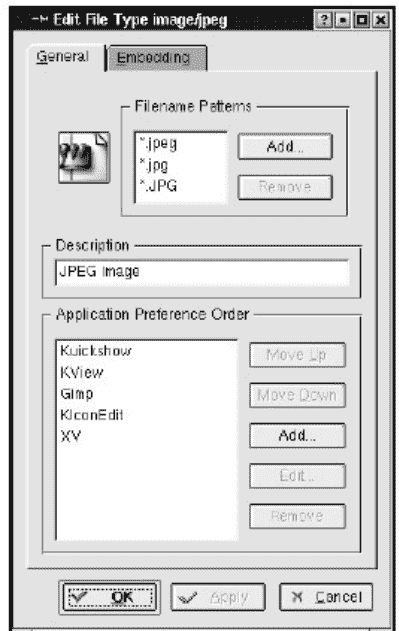 Edit File Type image/jpeg
General
Embedding
Filename Patterns
*.jpeg
*.jpg
*.JPG
Add...
Remove
Description
JPEG Image
Application Preference Order
Kuickshow
KView
Gimp
KIconEdit
XV
Move Up
Move Down
Add...
Edit...
Remove
OK
Apply
Cancel